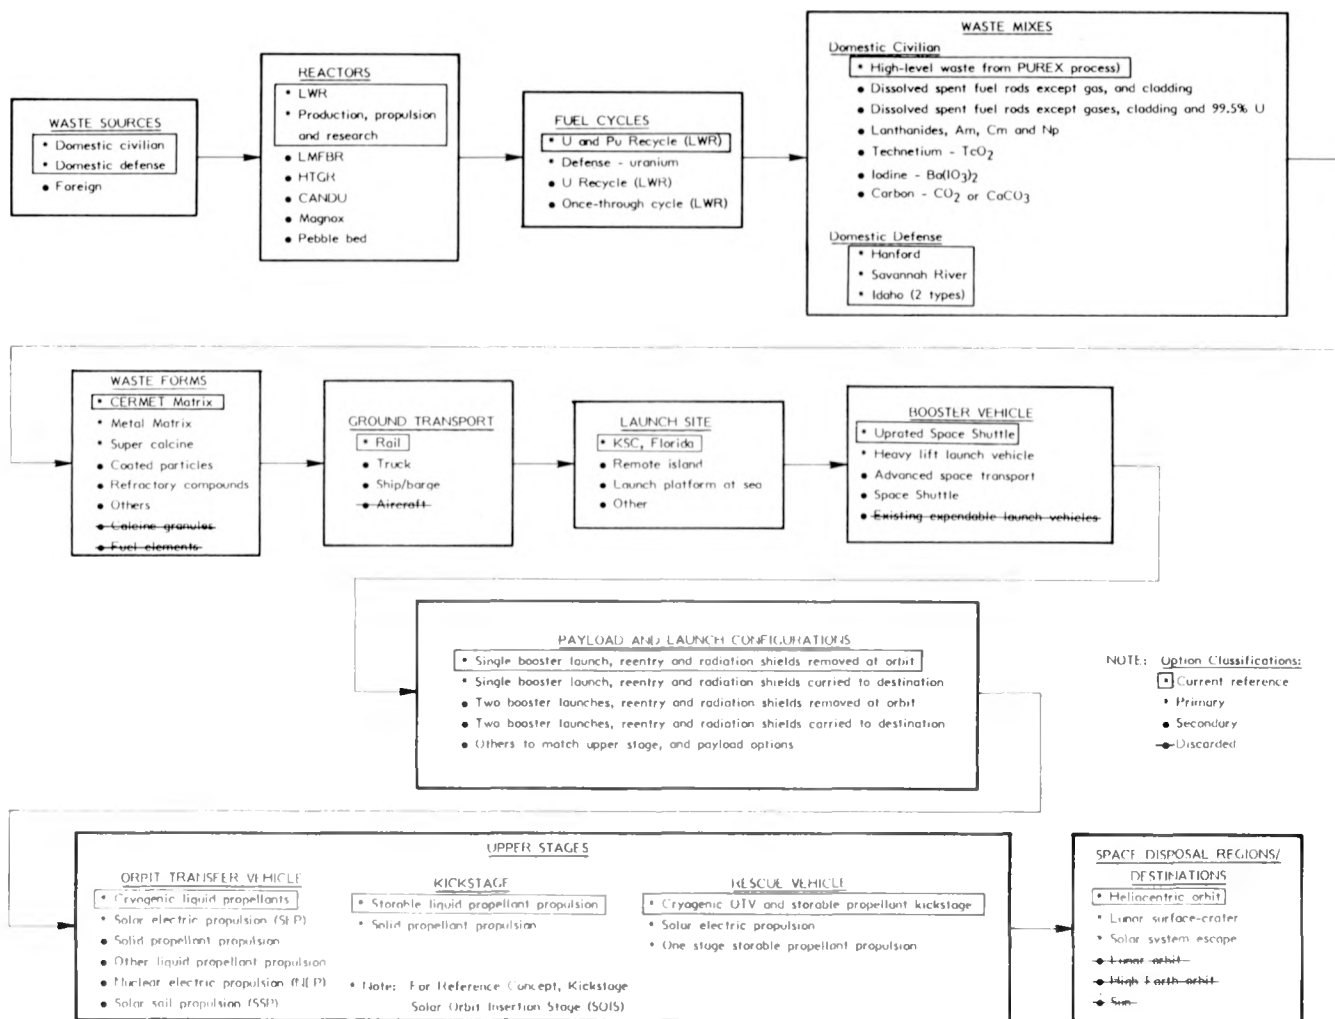 WASTE SOURCES
* Domestic civilian
* Domestic defense
● Foreign
REACTORS
* LWR
* Production, propulsion
and research
● LMFBR
● HTGR
● CANDU
● Magnox
● Pebble bed
FUEL CYCLES
* U and Pu Recycle (LWR)
* Defense - uranium
● U Recycle (LWR)
● Once-through cycle (LWR)
WASTE MIXES
Domestic Civilian
* High-level waste from PUREX process)
● Dissolved spent fuel rods except gas, and cladding
● Dissolved spent fuel rods except gases, cladding and 99.5% U
● Lanthanides, Am, Cm and Np
● Technetium - TcO2
● Iodine - Ba(IO3)2
● Carbon - CO2 or CaCO3
Domestic Defense
* Hanford
* Savannah River
* Idaho (2 types)
WASTE FORMS
* CERMET Matrix
* Metal Matrix
* Super calcine
● Coated particles
● Refractory compounds
● Others
● Calcine granules
● Fuel elements
GROUND TRANSPORT
* Rail
● Truck
● Ship/barge
● Aircraft
LAUNCH SITE
* KSC, Florida
● Remote island
● Launch platform at sea
● Other
BOOSTER VEHICLE
* Uprated Space Shuttle
* Heavy lift launch vehicle
● Advanced space transport
● Space Shuttle
● Existing expendable launch vehicles
PAYLOAD AND LAUNCH CONFIGURATIONS
* Single booster launch, reentry and radiation shields removed at orbit
* Single booster launch, reentry and radiation shields carried to destination
● Two booster launches, reentry and radiation shields removed at orbit
● Two booster launches, reentry and radiation shields carried to destination
● Others to match upper stage, and payload options
NOTE: Option Classifications:
* Current reference
* Primary
● Secondary
● Discarded
UPPER STAGES
ORBIT TRANSFER VEHICLE
* Cryogenic liquid propellants
* Solar electric propulsion (SEP)
● Solid propellant propulsion
● Other liquid propellant propulsion
● Nuclear electric propulsion (NEP)
● Solar sail propulsion (SSP)
KICKSTAGE
* Storable liquid propellant propulsion
* Solid propellant propulsion
* Note: For Reference Concept, Kickstage
Solar Orbit Insertion Stage (SOIS)
RESCUE VEHICLE
* Cryogenic OTV and storable propellant kickstage
* Solar electric propulsion
* One stage storable propellant propulsion
SPACE DISPOSAL REGIONS/
DESTINATIONS
* Heliocentric orbit
* Lunar surface-crater
* Solar system escape
● Lunar orbit
● High Earth orbit
● Sun